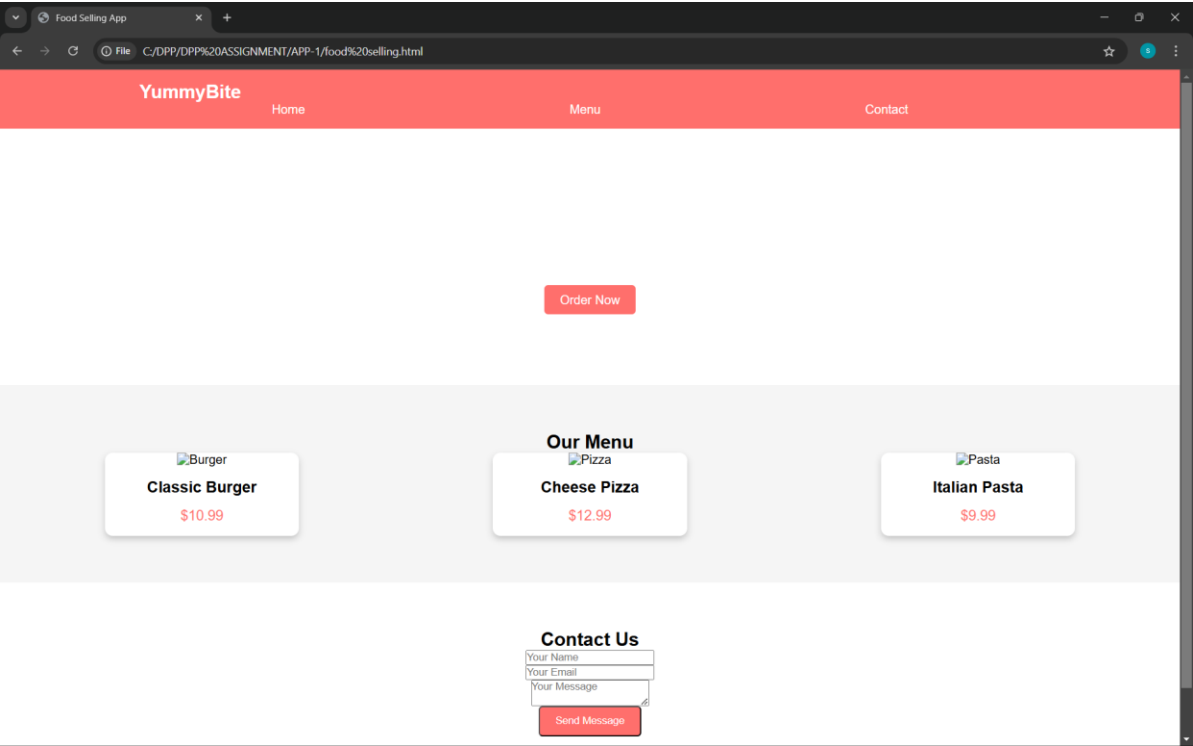 Food Selling App
File C:/DPP/DPP%20ASSIGNMENT/APP-1/food%20selling.html
S
YummyBite
Home Menu Contact
Order Now
Our Menu
Burger Pizza Pasta
Classic Burger Cheese Pizza Italian Pasta
$10.99 $12.99 $9.99
Contact Us
Your Name
Your Email
Your Message
Send Message